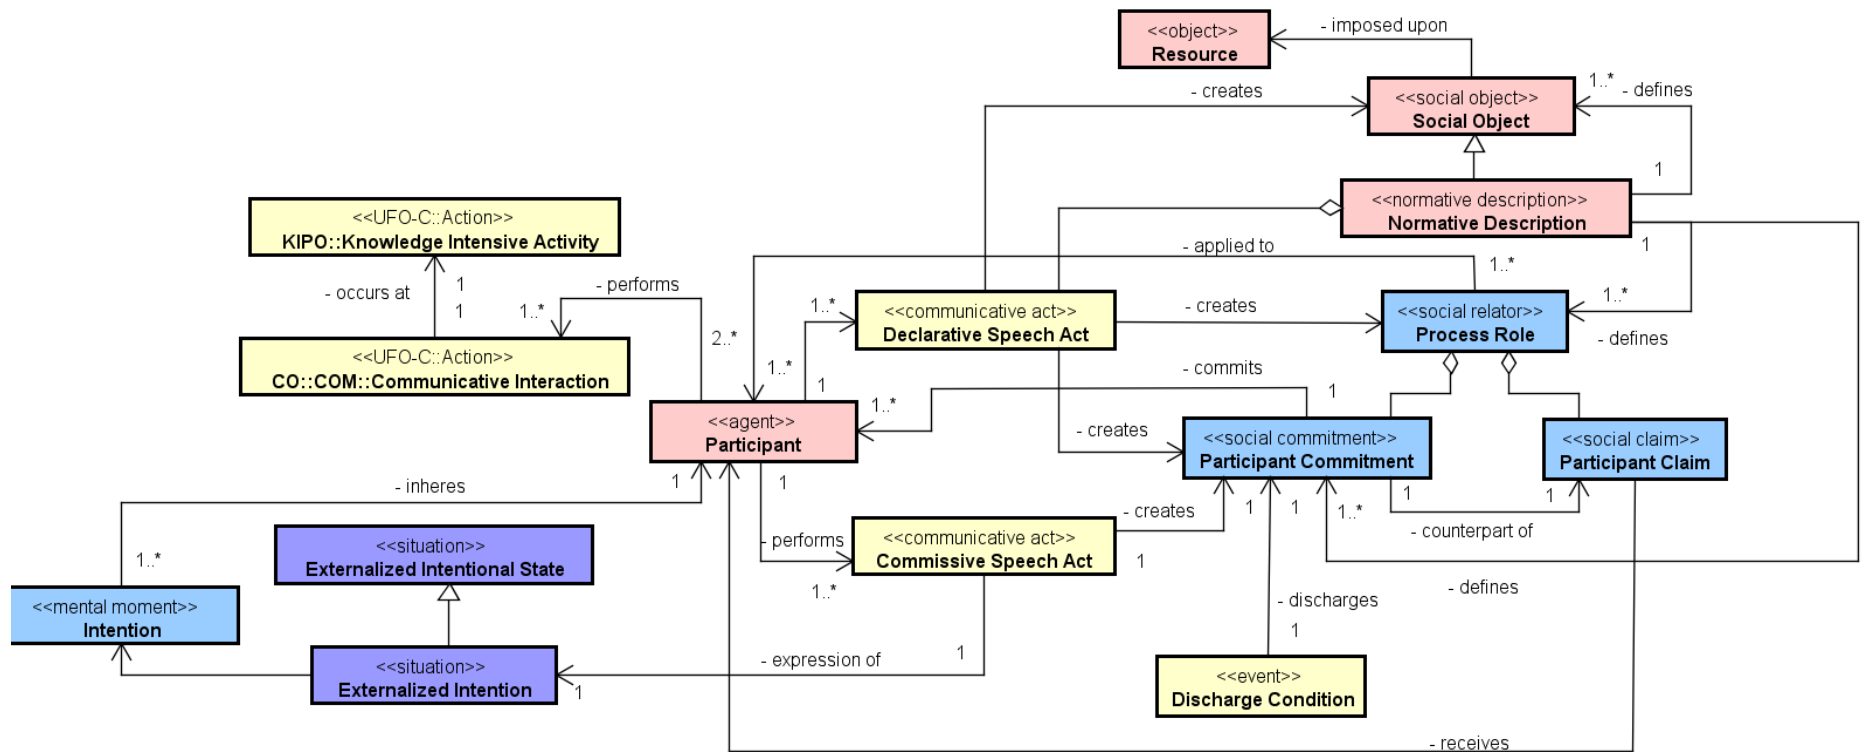 <<object>>
Resource
- imposed upon
<<social object>>
Social Object
1..*
- defines
- creates
1
<<normative description>>
Normative Description
1
<<UFO-C::Action>>
KIPO::Knowledge Intensive Activity
- applied to
1..*
1
- occurs at
1
- performs
1..*
2..*
1..*
<<communicative act>>
Declarative Speech Act
- creates
<<social relator>>
Process Role
1..*
- defines
<<UFO-C::Action>>
CO::COM::Communicative Interaction
1..*
1
- commits
1
1..*
<<agent>>
Participant
- creates
<<social commitment>>
Participant Commitment
<<social claim>>
Participant Claim
- inheres
1
1
1
1
1..*
1
1
- counterpart of
- creates
1
- performs
1..*
<<communicative act>>
Commissive Speech Act
<<situation>>
Externalized Intentional State
1..*
<<mental moment>>
Intention
- defines
- discharges
1
<<situation>>
Externalized Intention
1
- expression of
1
<<event>>
Discharge Condition
- receives